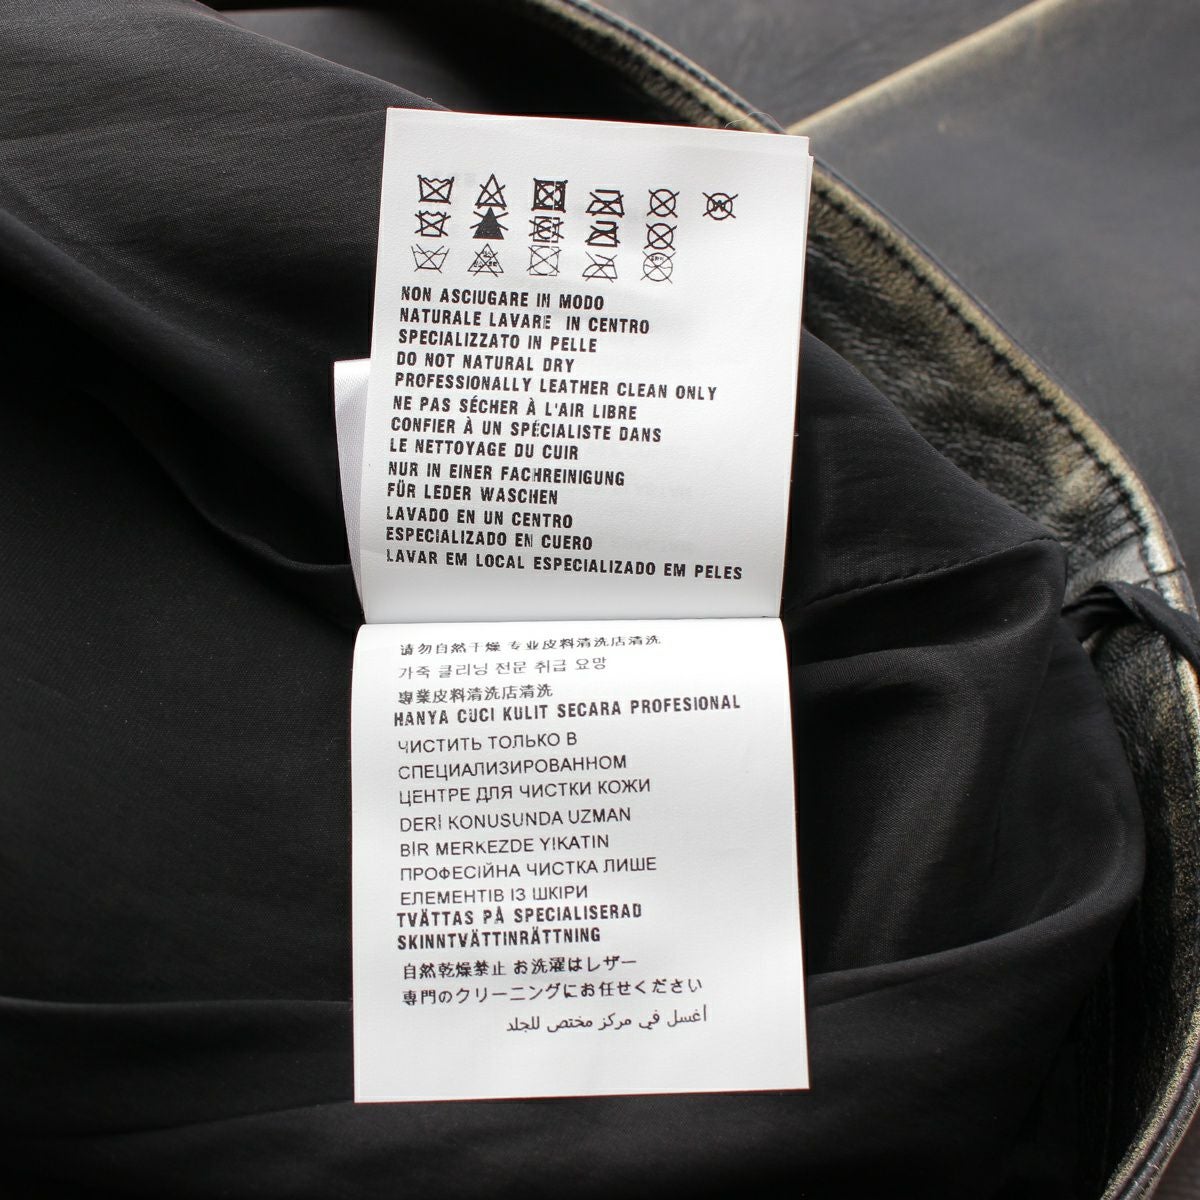 NON ASCIUGARE IN MODO
NATURALE LAVARE IN CENTRO
SPECIALIZZATO IN PELLE
DO NOT NATURAL DRY
PROFESSIONALLY LEATHER CLEAN ONLY
NE PAS SÉCHER À L'AIR LIBRE
CONFIER À UN SPÉCIALISTE DANS
LE NETTOYAGE DU CUIR
NUR IN EINER FACHREINIGUNG
FÜR LEDER WASCHEN
LAVADO EN UN CENTRO
ESPECIALIZADO EN CUERO
LAVAR EM LOCAL ESPECIALIZADO EM PELES
请勿自然干燥 专业皮料清洗店清洗
가죽 클리닝 전문 취급 요망
專業皮料清洗店清洗
HANYA CUCI KULIT SECARA PROFESIONAL
ЧИСТИТЬ ТОЛЬКО В
СПЕЦИАЛИЗИРОВАННОМ
ЦЕНТРЕ ДЛЯ ЧИСТКИ КОЖИ
DERİ KONUSUNDA UZMAN
BİR MERKEZDE YIKATIN
ПРОФЕСІЙНА ЧИСТКА ЛИШЕ
ЕЛЕМЕНТІВ ІЗ ШКІРИ
TVÄTTAS PÅ SPECIALISERAD
SKINNTVÄTTINRÄTTNING
自然乾燥禁止 お洗濯はレザー
専門のクリーニングにお任せください
أغسل في مركز مختص للجلد